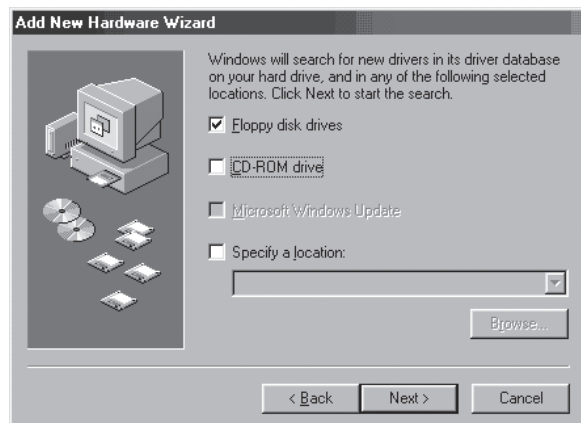 Add New Hardware Wizard
Windows will search for new drivers in its driver database
on your hard drive, and in any of the following selected
locations. Click Next to start the search.
Floppy disk drives
CD-ROM drive
Microsoft Windows Update
Specify a location:
Browse...
< Back
Next >
Cancel